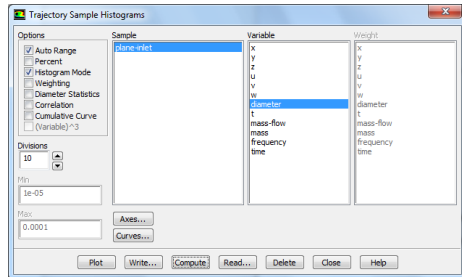 Trajectory Sample Histograms
Options
Auto Range
Percent
Histogram Mode
Weighting
Diameter Statistics
Correlation
Cumulative Curve
(Variable)^3
Divisions
10
Min
1e-05
Max
0.0001
Sample
plane-inlet
Axes...
Curves...
Variable
x
y
z
u
v
w
diameter
t
mass-flow
mass
frequency
time
Weight
x
y
z
u
v
w
diameter
t
mass-flow
mass
frequency
time
Plot Write... Compute Read... Delete Close Help